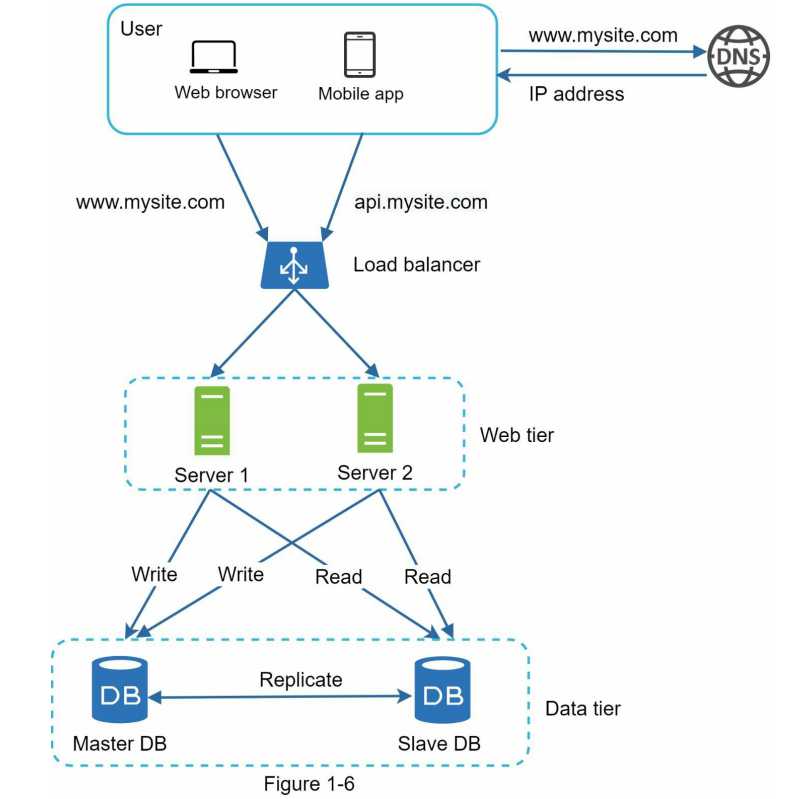 User
www.mysite.com
DNS
Web browser
Mobile app
IP address
www.mysite.com
api.mysite.com
Load balancer
Web tier
Server 1
Server 2
Write
Write
Read
Read
Replicate
DB
DB
Data tier
Master DB
Slave DB
Figure 1-6